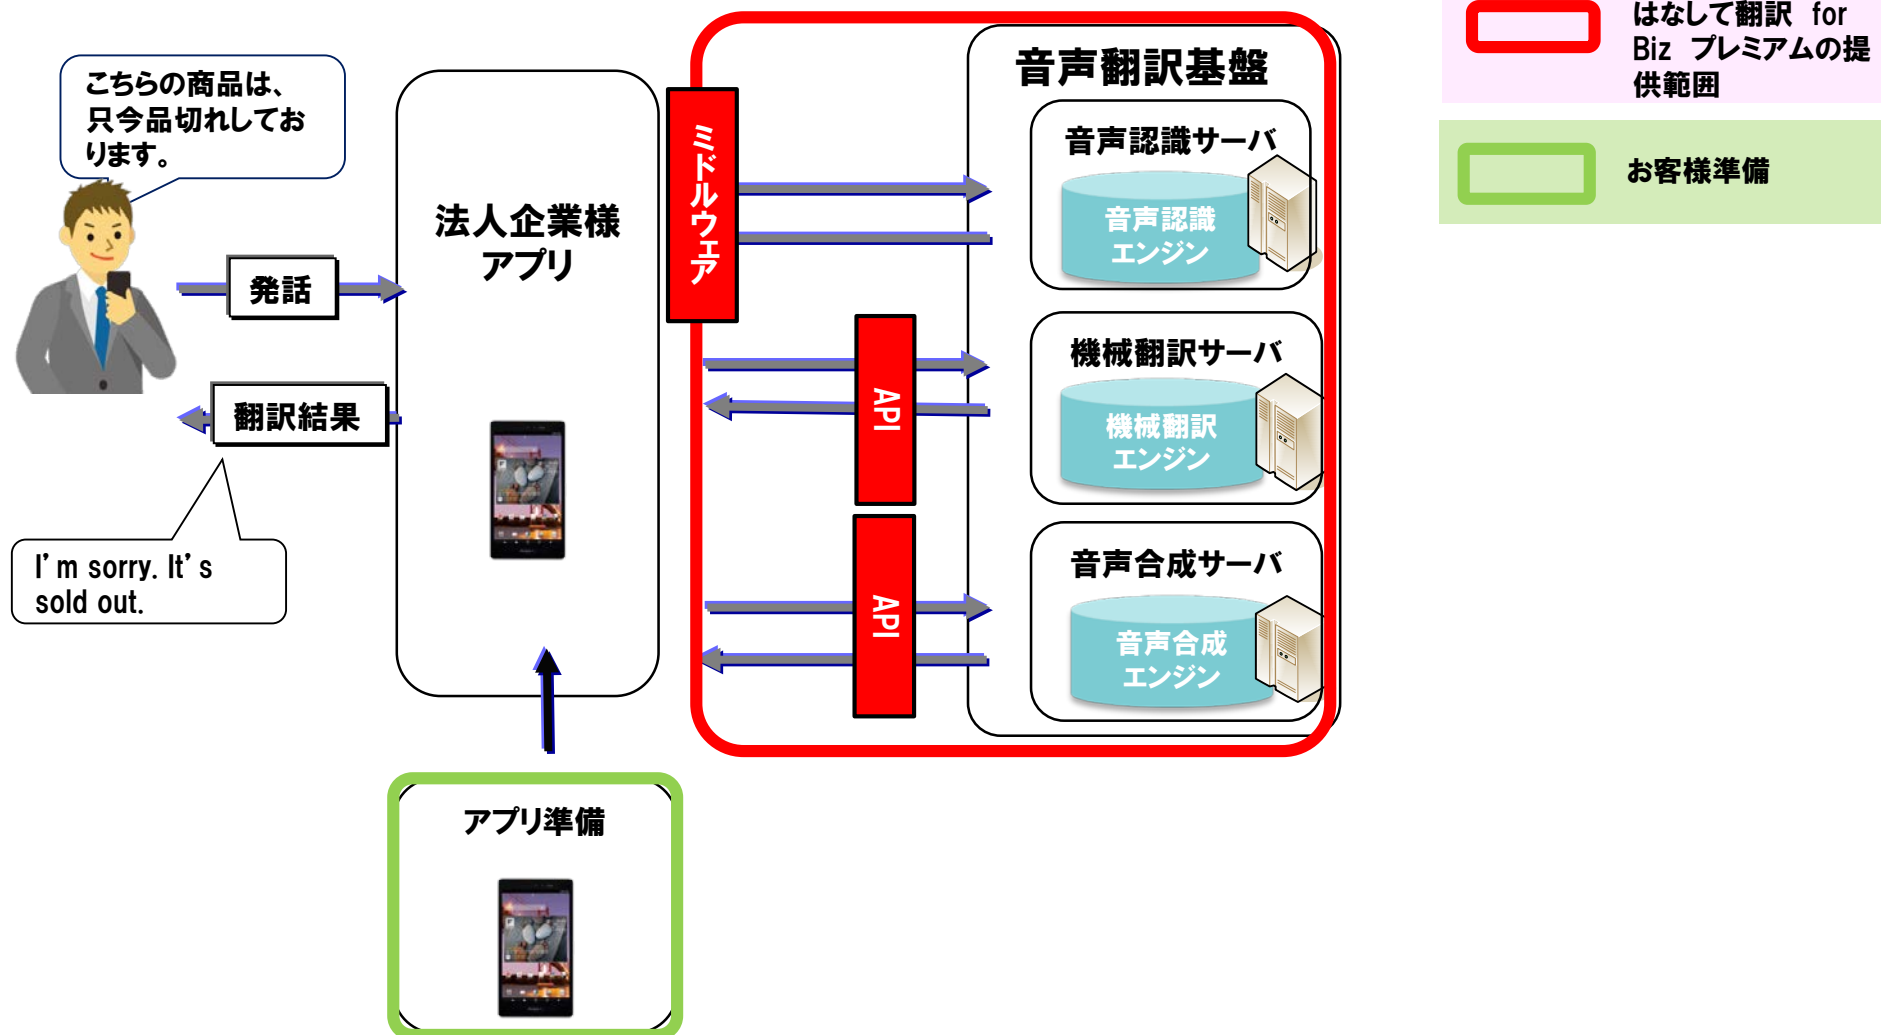 こちらの商品は、
只今品切れしてお
ります。
発話
翻訳結果
I'm sorry. It's
sold out.
法人企業様
アプリ
ミドルウェア
音声翻訳基盤
音声認識サーバ
音声認識
エンジン
API
機械翻訳サーバ
機械翻訳
エンジン
API
音声合成サーバ
音声合成
エンジン
アプリ準備
はなして翻訳 for
Biz プレミアムの提
供範囲
お客様準備